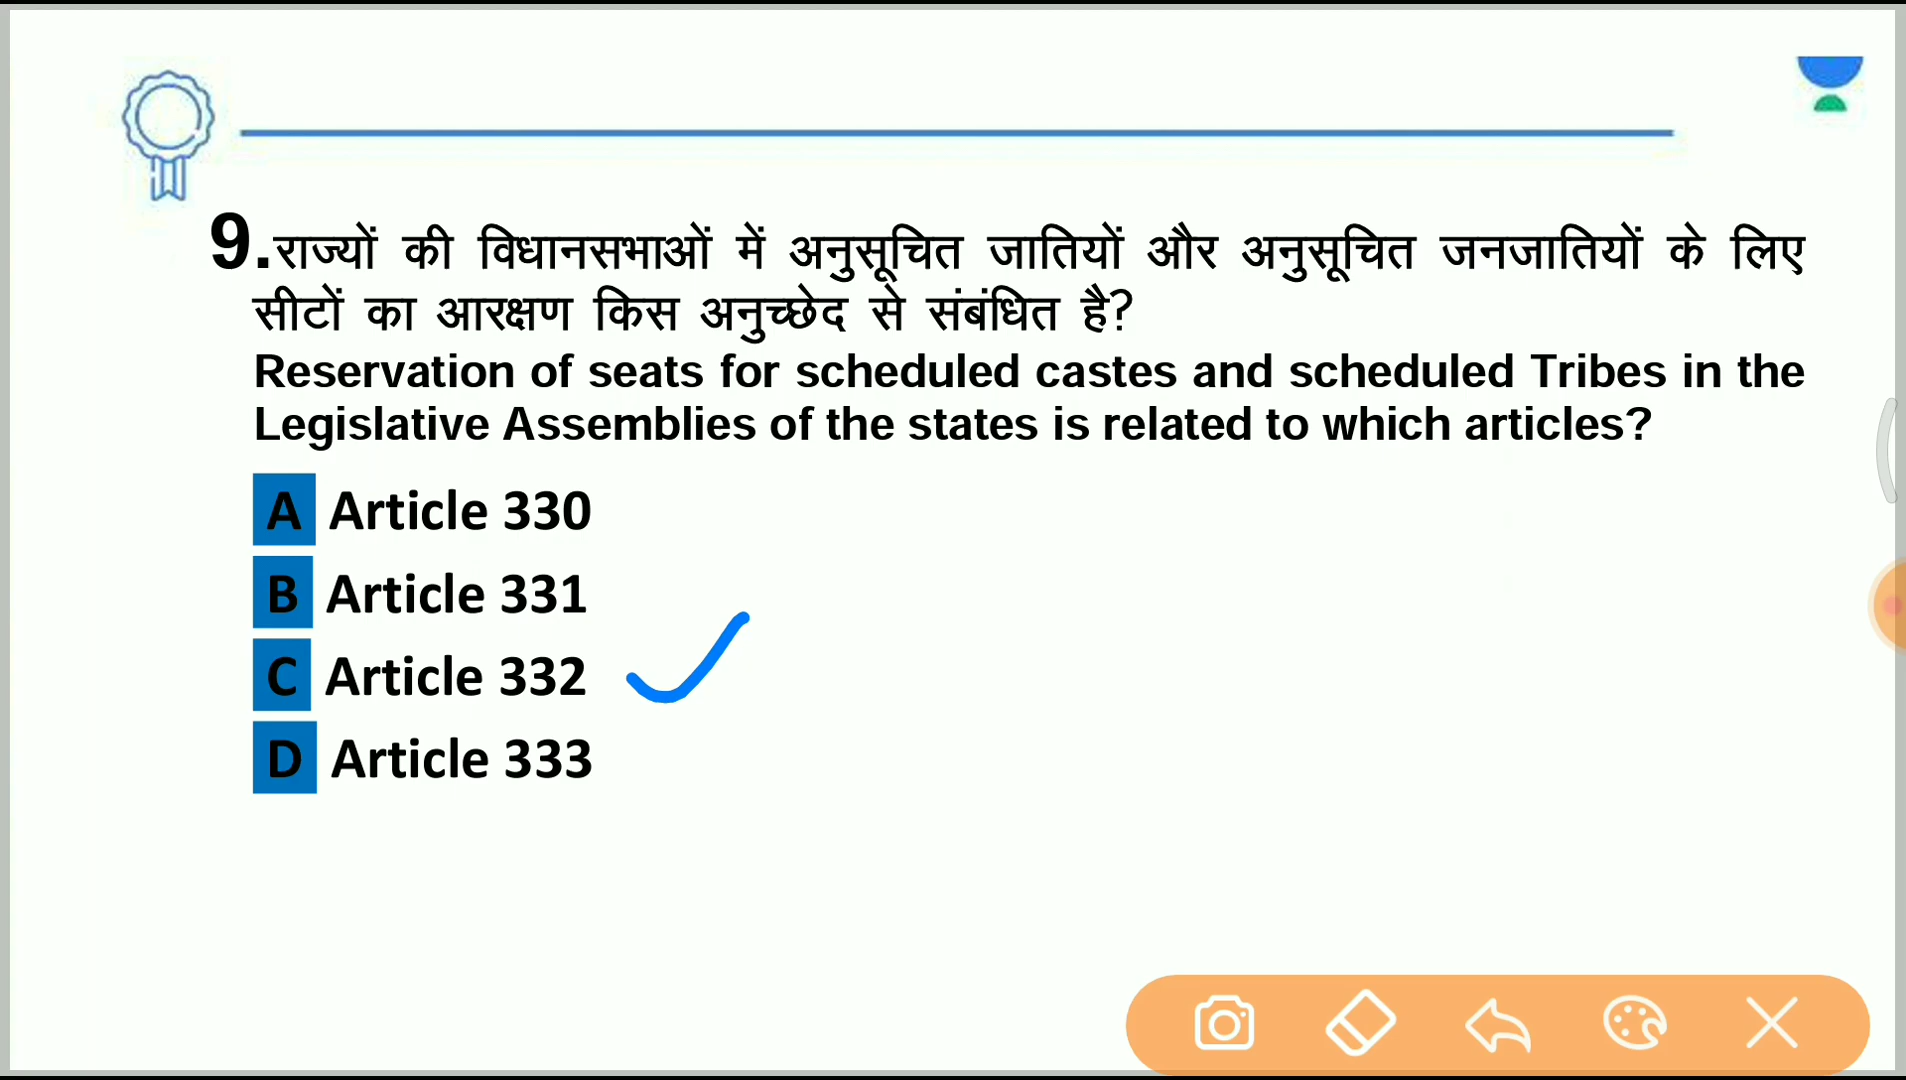 9.राज्यों की विधानसभाओं में अनुसूचित जातियों और अनुसूचित जनजातियों के लिए
सीटों का आरक्षण किस अनुच्छेद से संबंधित है?
Reservation of seats for scheduled castes and scheduled Tribes in the
Legislative Assemblies of the states is related to which articles?
A Article 330
B Article 331
C Article 332
D Article 333